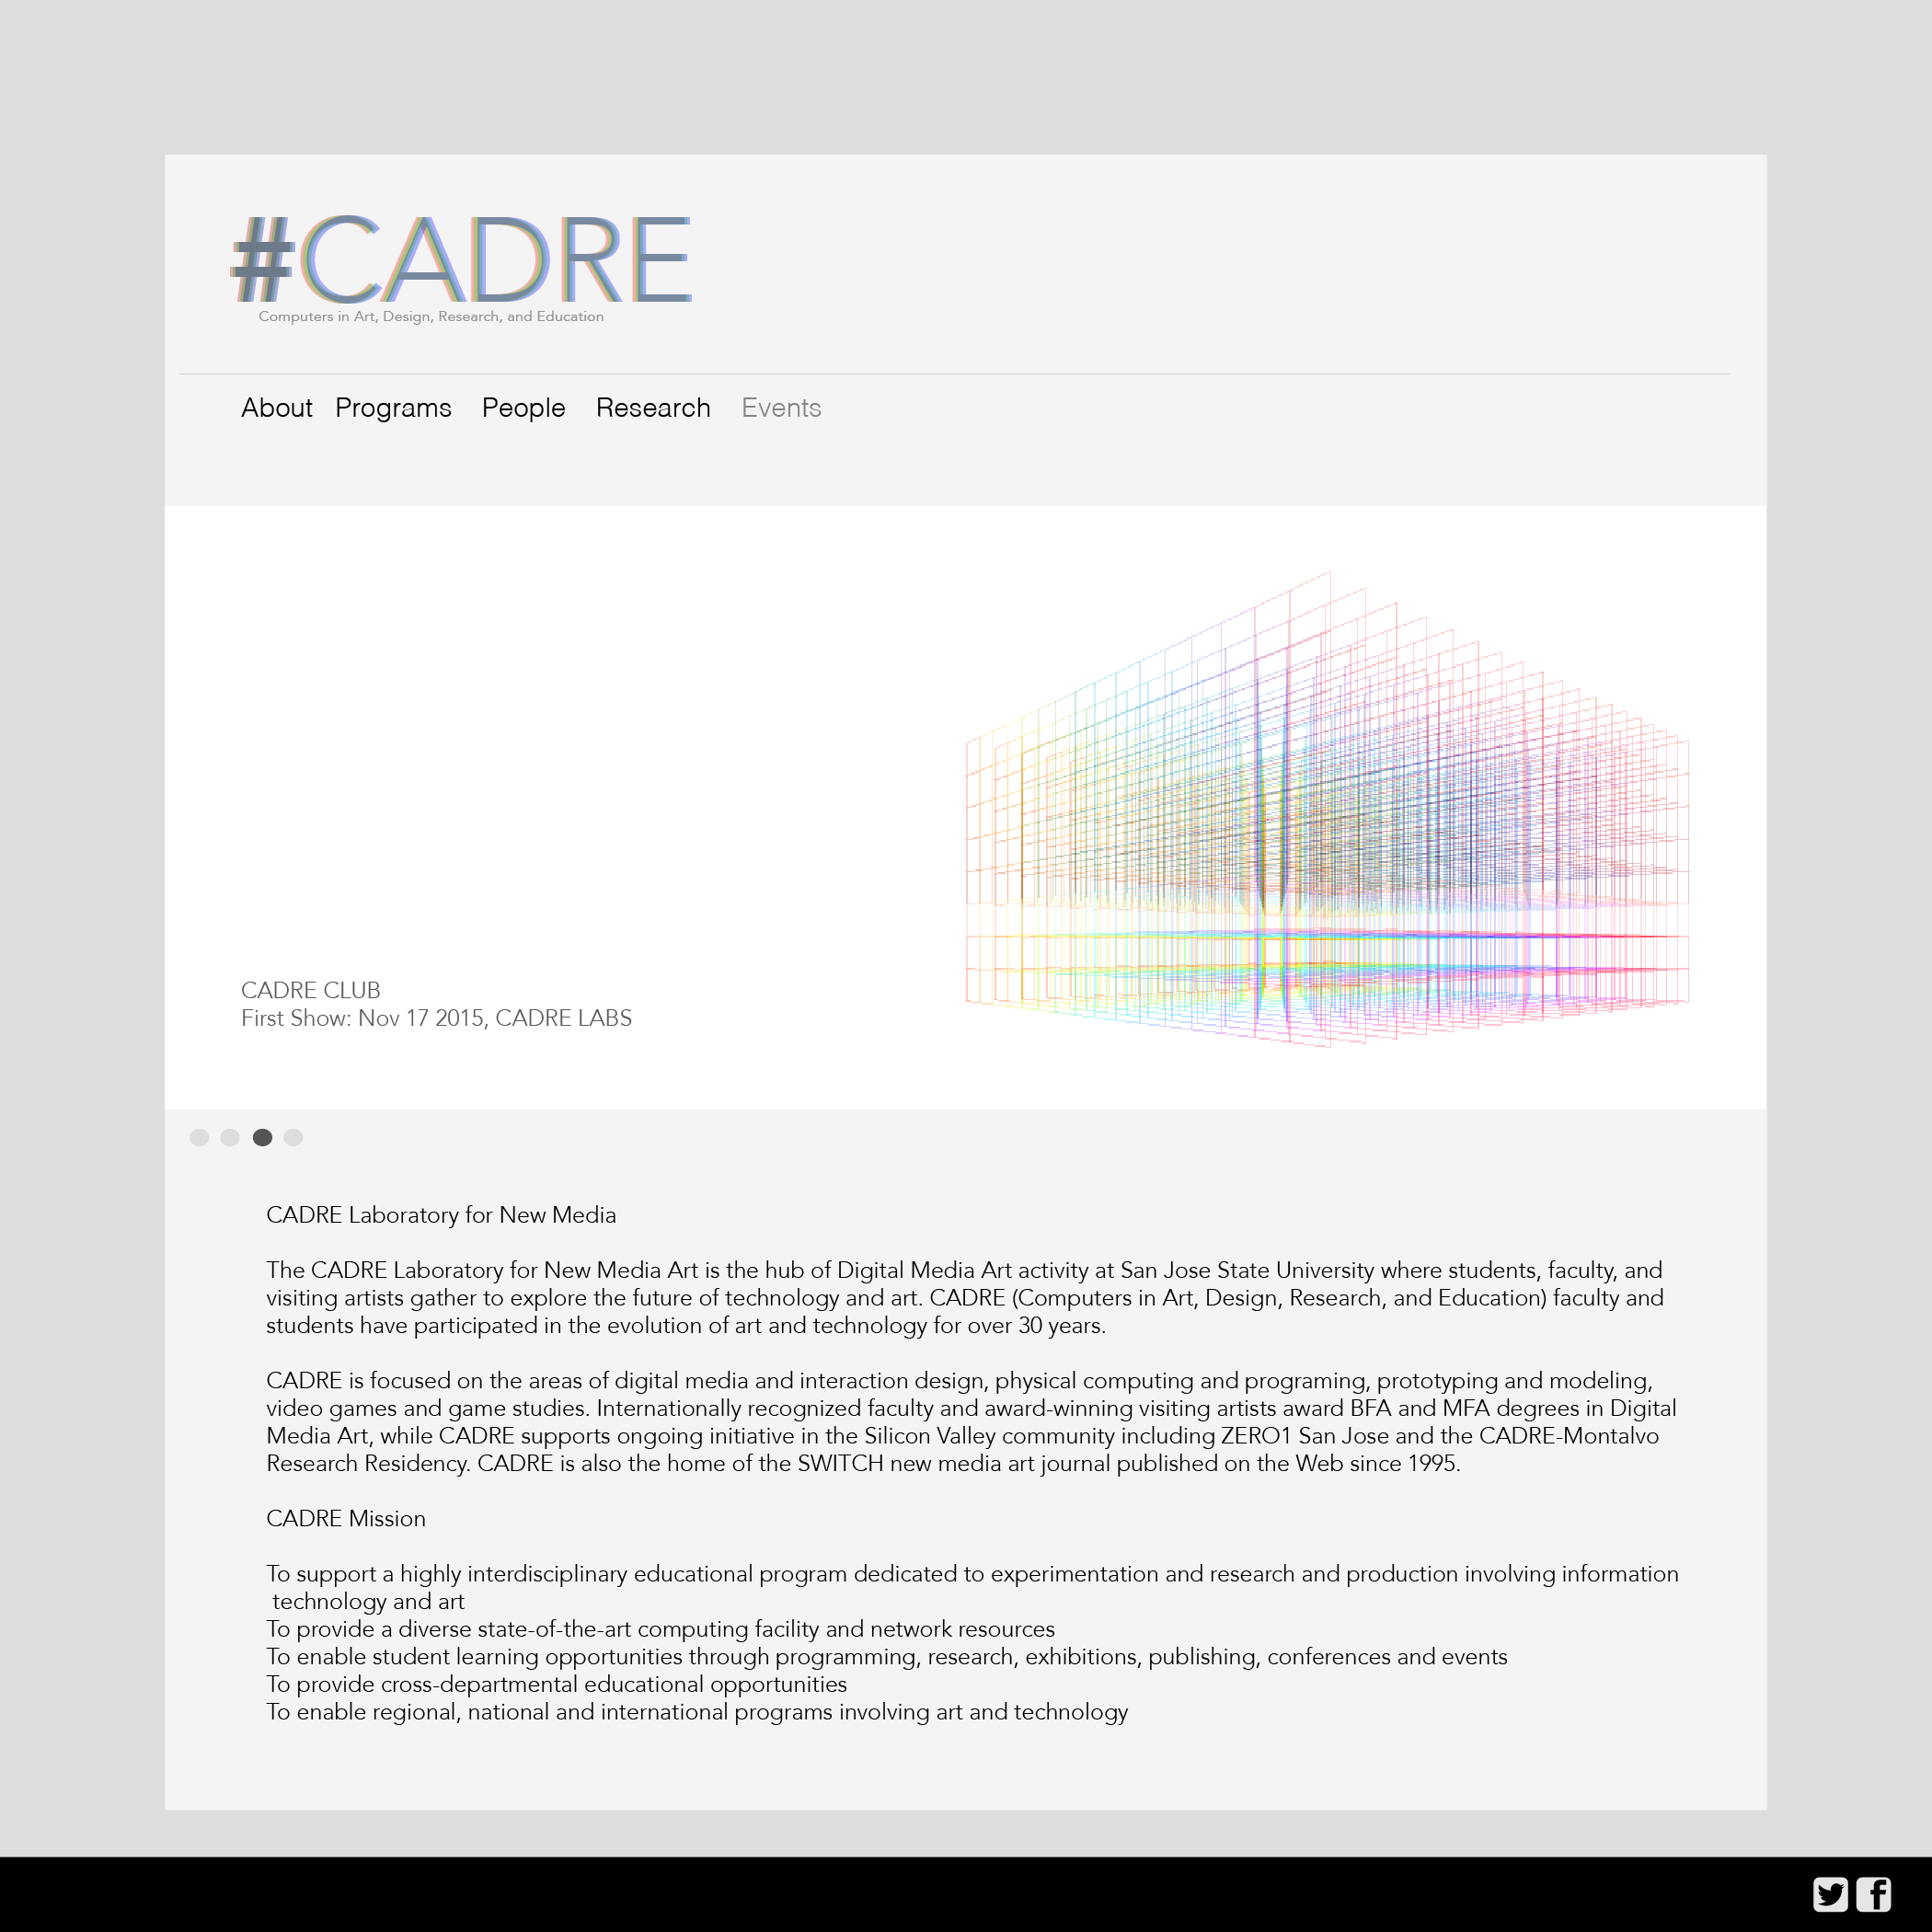 #CADRE
Computers in Art, Design, Research, and Education
About Programs People Research Events
CADRE CLUB
First Show: Nov 17 2015, CADRE LABS
CADRE Laboratory for New Media
The CADRE Laboratory for New Media Art is the hub of Digital Media Art activity at San Jose State University where students, faculty, and
visiting artists gather to explore the future of technology and art. CADRE (Computers in Art, Design, Research, and Education) faculty and
students have participated in the evolution of art and technology for over 30 years.
CADRE is focused on the areas of digital media and interaction design, physical computing and programing, prototyping and modeling,
video games and game studies. Internationally recognized faculty and award-winning visiting artists award BFA and MFA degrees in Digital
Media Art, while CADRE supports ongoing initiative in the Silicon Valley community including ZERO1 San Jose and the CADRE-Montalvo
Research Residency. CADRE is also the home of the SWITCH new media art journal published on the Web since 1995.
CADRE Mission
To support a highly interdisciplinary educational program dedicated to experimentation and research and production involving information
technology and art
To provide a diverse state-of-the-art computing facility and network resources
To enable student learning opportunities through programming, research, exhibitions, publishing, conferences and events
To provide cross-departmental educational opportunities
To enable regional, national and international programs involving art and technology